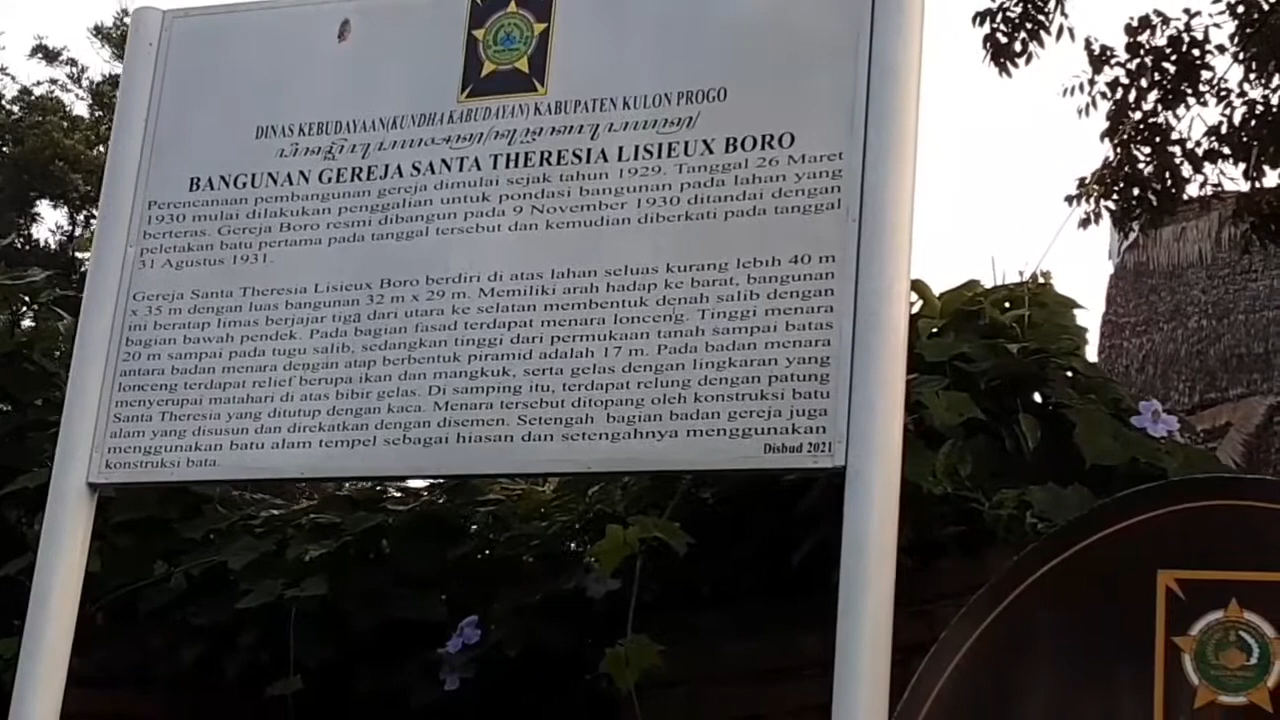 DINAS KEBUDAYAAN(KUNDHA KABUDAYAN) KABUPATEN KULON PROGO
BANGUNAN GEREJA SANTA THERESIA LISIEUX BORO
Perencanaan pembangunan gereja dimulai sejak tahun 1929. Tanggal 26 Maret
1930 mulai dilakukan penggalian untuk pondasi bangunan pada lahan yang
berteras. Gereja Boro resmi dibangun pada 9 November 1930 ditandai dengan
peletakan batu pertama pada tanggal tersebut dan kemudian diberkati pada tanggal
31 Agustus 1931.
Gereja Santa Theresia Lisieux Boro berdiri di atas lahan seluas kurang lebih 40 m
x 35 m dengan luas bangunan 32 m x 29 m. Memiliki arah hadap ke barat, bangunan
ini beratap limas berjajar tiga dari utara ke selatan membentuk denah salib dengan
bagian bawah pendek. Pada bagian fasad terdapat menara lonceng. Tinggi menara
20 m sampai pada tugu salib, sedangkan tinggi dari permukaan tanah sampai batas
antara badan menara dengan atap berbentuk piramid adalah 17 m. Pada badan menara
lonceng terdapat relief berupa ikan dan mangkuk, serta gelas dengan lingkaran yang
menyerupai matahari di atas bibir gelas. Di samping itu, terdapat relung dengan patung
Santa Theresia yang ditutup dengan kaca. Menara tersebut ditopang oleh konstruksi batu
alam yang disusun dan direkatkan dengan disemen. Setengah bagian badan gereja juga
menggunakan batu alam tempel sebagai hiasan dan setengahnya menggunakan
konstruksi bata.
Disbud 2021